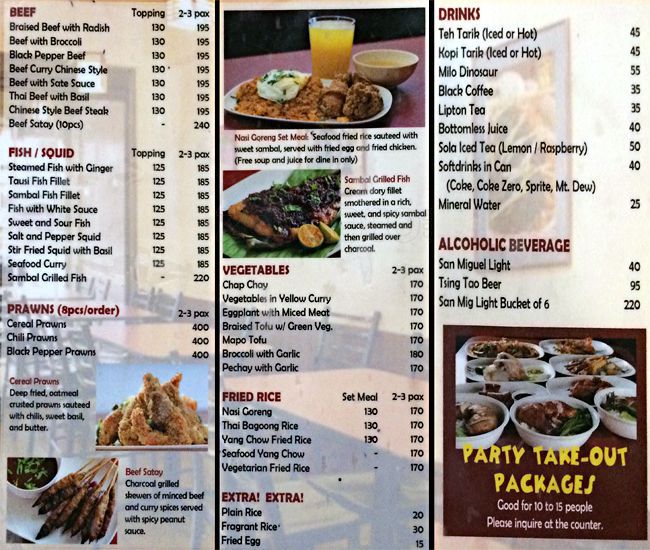 BEEF Topping 2-3 pax
Braised Beef with Radish 130 195
Beef with Broccoli 130 195
Black Pepper Beef 130 195
Beef Curry Chinese Style 130 195
Beef with Sate Sauce 130 195
Thai Beef with Basil 130 195
Chinese Style Beef Steak 130 195
Beef Satay (10pcs) - 240
FISH / SQUID Topping 2-3 pax
Steamed Fish with Ginger 125 185
Tausi Fish Fillet 125 185
Sambal Fish Fillet 125 185
Fish with White Sauce 125 185
Sweet and Sour Fish 125 185
Salt and Pepper Squid 125 185
Stir Fried Squid with Basil 125 185
Seafood Curry 125 185
Sambal Grilled Fish - 220
PRAWNS (8pcs/order) 2-3 pax
Cereal Prawns 400
Chili Prawns 400
Black Pepper Prawns 400
Cereal Prawns
Deep fried, oatmeal
crusted prawns sauteed
with chilis, sweet basil,
and butter.
Beef Satay
Charcoal grilled
skewers of minced beef
and curry spices served
with spicy peanut
sauce.
Nasi Goreng Set Meal: Seafood fried rice sauteed with
sweet sambal, served with fried egg and fried chicken.
(Free soup and juice for dine in only)
Sambal Grilled Fish
Cream dory fillet
smothered in a rich,
sweet, and spicy sambal
sauce, steamed and
then grilled over
charcoal.
VEGETABLES 2-3 pax
Chap Chay 170
Vegetables in Yellow Curry 170
Eggplant with Miced Meat 170
Braised Tofu w/ Green Veg. 170
Mapo Tofu 170
Broccoli with Garlic 180
Pechay with Garlic 170
FRIED RICE Set Meal 2-3 pax
Nasi Goreng 130 170
Thai Bagoong Rice 130 170
Yang Chow Fried Rice 130 170
Seafood Yang Chow - 170
Vegetarian Fried Rice - 170
EXTRA! EXTRA!
Plain Rice 20
Fragrant Rice 30
Fried Egg 15
DRINKS
Teh Tarik (Iced or Hot) 45
Kopi Tarik (Iced or Hot) 45
Milo Dinosaur 55
Black Coffee 35
Lipton Tea 35
Bottomless Juice 40
Sola Iced Tea (Lemon / Raspberry) 50
Softdrinks in Can 40
(Coke, Coke Zero, Sprite, Mt. Dew)
Mineral Water 25
ALCOHOLIC BEVERAGE
San Miguel Light 40
Tsing Tao Beer 95
San Mig Light Bucket of 6 220
PARTY TAKE-OUT
PACKAGES
Good for 10 to 15 people
Please inquire at the counter.